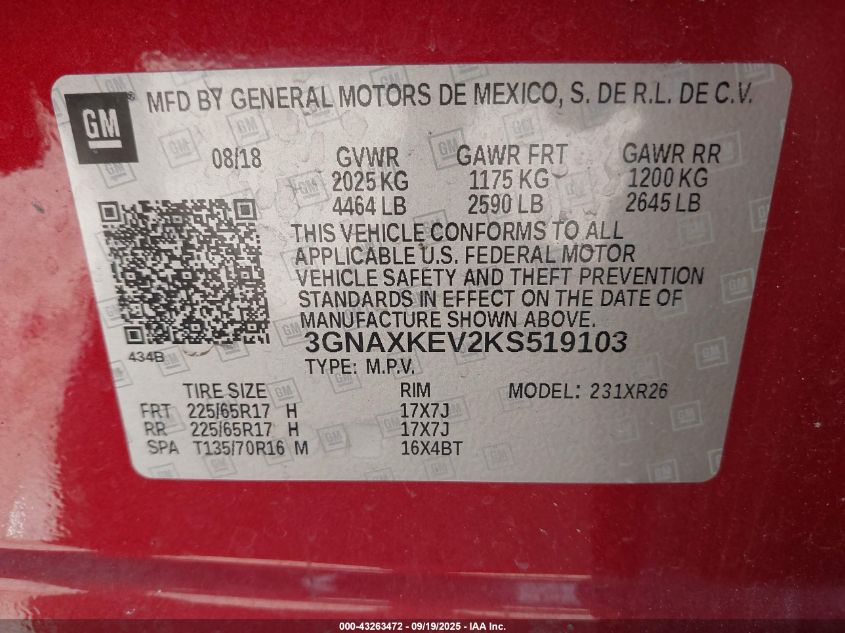 GM
MFD BY GENERAL MOTORS DE MEXICO, S. DE R.L. DE C.V.
08/18 GVWR GAWR FRT GAWR RR
2025 KG 1175 KG 1200 KG
4464 LB 2590 LB 2645 LB
THIS VEHICLE CONFORMS TO ALL
APPLICABLE U.S. FEDERAL MOTOR
VEHICLE SAFETY AND THEFT PREVENTION
STANDARDS IN EFFECT ON THE DATE OF
MANUFACTURE SHOWN ABOVE.
434B
3GNAXKEV2KS519103
TYPE: M.P.V.
TIRE SIZE RIM MODEL: 231XR26
FRT 225/65R17 H 17X7J
RR 225/65R17 H 17X7J
SPA T135/70R16 M 16X4BT
000-43263472 - 09/19/2025 - IAA Inc.